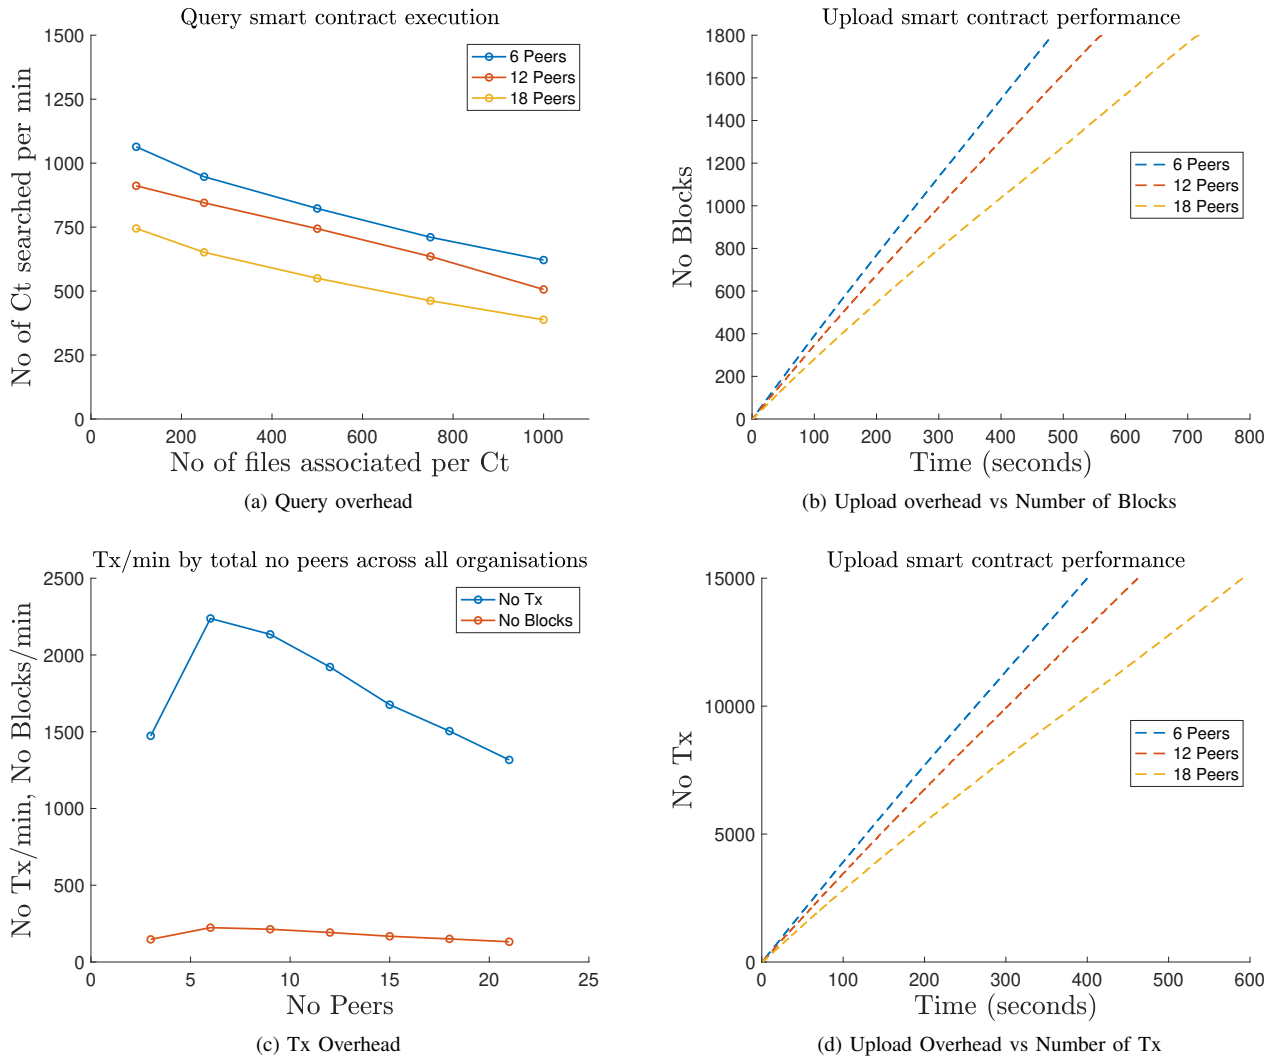 Query smart contract execution
No of Ct searched per min
1500
1250
1000
750
500
250
0
6 Peers
12 Peers
18 Peers
0 200 400 600 800 1000
No of files associated per Ct
(a) Query overhead
Upload smart contract performance
No Blocks
1800
1600
1400
1200
1000
800
600
400
200
0
6 Peers
12 Peers
18 Peers
0 100 200 300 400 500 600 700 800
Time (seconds)
(b) Upload overhead vs Number of Blocks
Tx/min by total no peers across all organisations
No Tx/min, No Blocks/min
2500
2000
1500
1000
500
0
No Tx
No Blocks
0 5 10 15 20 25
No Peers
(c) Tx Overhead
Upload smart contract performance
No Tx
15000
10000
5000
0
6 Peers
12 Peers
18 Peers
0 100 200 300 400 500 600
Time (seconds)
(d) Upload Overhead vs Number of Tx